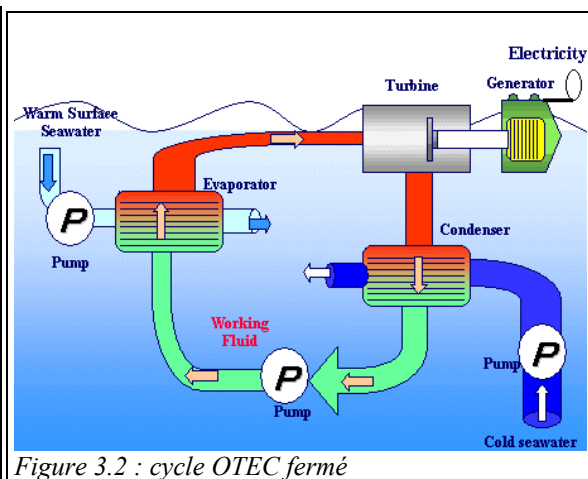 Electricity
Generator
Turbine
Warm Surface
Seawater
Evaporator
P
Pump
Condenser
Working
Fluid
P
Pump
P
Pump
Cold seawater
Figure 3.2 : cycle OTEC fermé